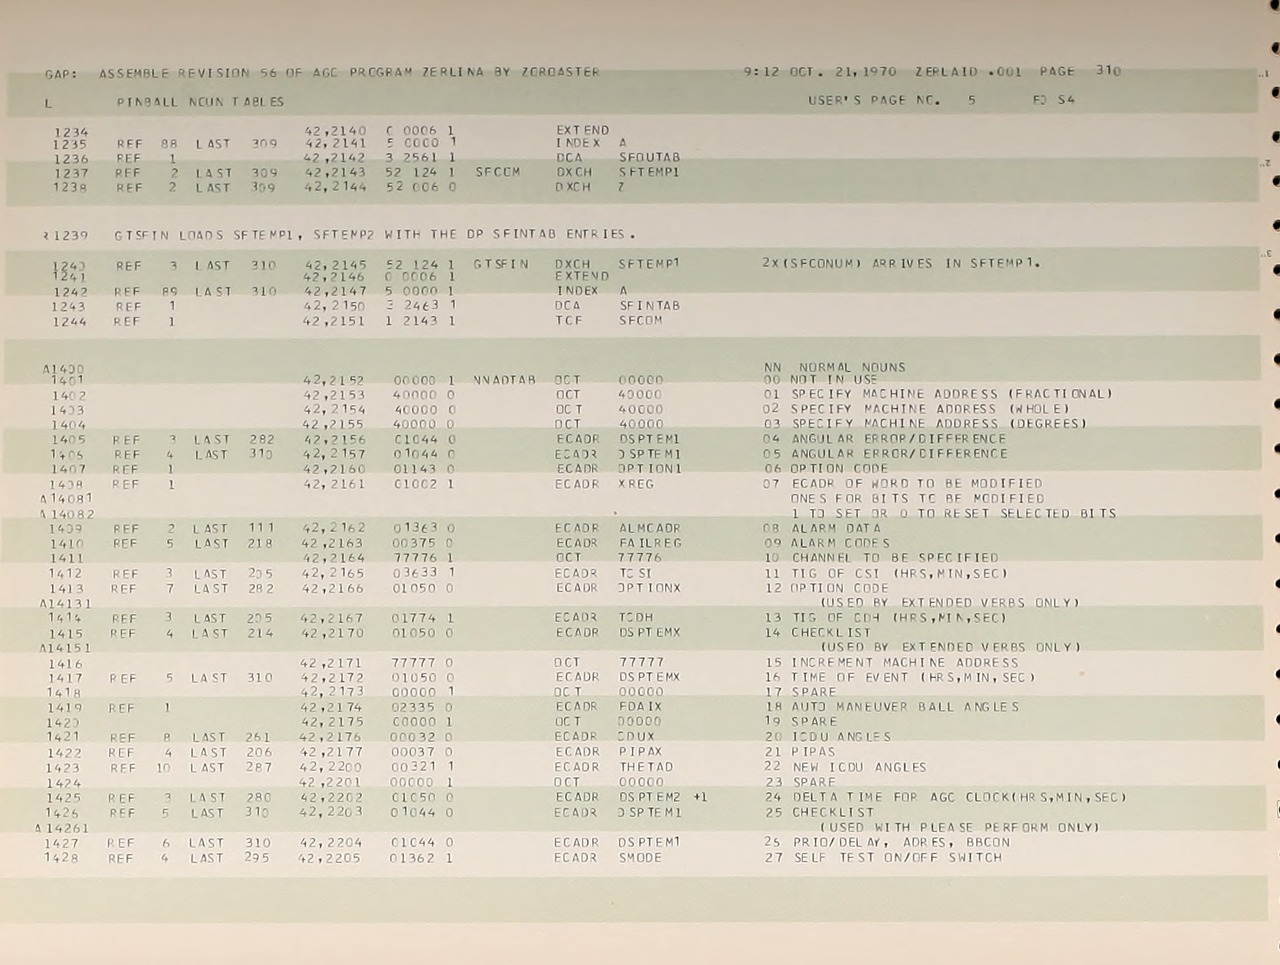 GAP: ASSEMBLE REVISION 56 OF AGC PROGRAM ZERLINA BY ZOROASTER 9:12 OCT. 21,1970 ZERLAID .001 PAGE 310
L PINBALL NOUN TABLES USER'S PAGE NO. 5 F0 S4
1234 42,2140 0 0006 1 EXTEND
1235 REF 88 LAST 309 42,2141 5 0000 1 INDEX A
1236 REF 1 42,2142 3 2561 1 DCA SFOUTAB
1237 REF 2 LAST 309 42,2143 52 124 1 SFCOM DXCH SFTEMP1
1238 REF 2 LAST 309 42,2144 52 006 0 DXCH Z
R1239 GTSFIN LOADS SFTEMP1, SFTEMP2 WITH THE DP SFINTAB ENTRIES.
1240 REF 3 LAST 310 42,2145 52 124 1 GTSFIN DXCH SFTEMP1 2X(SFCONUM) ARRIVES IN SFTEMP1.
1241 42,2146 0 0006 1 EXTEND
1242 REF 89 LAST 310 42,2147 5 0000 1 INDEX A
1243 REF 1 42,2150 3 2463 1 DCA SFINTAB
1244 REF 1 42,2151 1 2143 1 TCF SFCOM
A1400 NN NORMAL NOUNS
1401 42,2152 00000 1 NNADTAB OCT 00000 00 NOT IN USE
1402 42,2153 40000 0 OCT 40000 01 SPECIFY MACHINE ADDRESS (FRACTIONAL)
1403 42,2154 40000 0 OCT 40000 02 SPECIFY MACHINE ADDRESS (WHOLE)
1404 42,2155 40000 0 OCT 40000 03 SPECIFY MACHINE ADDRESS (DEGREES)
1405 REF 3 LAST 282 42,2156 01044 0 ECADR DSPTEM1 04 ANGULAR ERROR/DIFFERENCE
1406 REF 4 LAST 310 42,2157 01044 0 ECADR DSPTEM1 05 ANGULAR ERROR/DIFFERENCE
1407 REF 1 42,2160 01143 0 ECADR OPTION1 06 OPTION CODE
1408 REF 1 42,2161 01002 1 ECADR XREG 07 ECADR OF WORD TO BE MODIFIED
A14081 ONES FOR BITS TO BE MODIFIED
A14082 1 TO SET OR 0 TO RESET SELECTED BITS
1409 REF 2 LAST 111 42,2162 01363 0 ECADR ALMCADR 08 ALARM DATA
1410 REF 5 LAST 218 42,2163 00375 0 ECADR FAILREG 09 ALARM CODES
1411 42,2164 77776 1 OCT 77776 10 CHANNEL TO BE SPECIFIED
1412 REF 3 LAST 205 42,2165 03633 1 ECADR TCSI 11 TIG OF CSI (HRS,MIN,SEC)
1413 REF 7 LAST 282 42,2166 01050 0 ECADR OPTIONX 12 OPTION CODE
A14131 (USED BY EXTENDED VERBS ONLY)
1414 REF 3 LAST 205 42,2167 01774 1 ECADR TCDH 13 TIG OF CDH (HRS,MIN,SEC)
1415 REF 4 LAST 214 42,2170 01050 0 ECADR DSPTEMX 14 CHECKLIST
A14151 (USED BY EXTENDED VERBS ONLY)
1416 42,2171 77777 0 OCT 77777 15 INCREMENT MACHINE ADDRESS
1417 REF 5 LAST 310 42,2172 01050 0 ECADR DSPTEMX 16 TIME OF EVENT (HRS,MIN,SEC)
1418 42,2173 00000 1 OCT 00000 17 SPARE
1419 REF 1 42,2174 02335 0 ECADR FDAIX 18 AUTO MANEUVER BALL ANGLES
1420 42,2175 00000 1 OCT 00000 19 SPARE
1421 REF 8 LAST 261 42,2176 00032 0 ECADR CDUX 20 ICDU ANGLES
1422 REF 4 LAST 206 42,2177 00037 0 ECADR PIPAX 21 PIPAS
1423 REF 10 LAST 287 42,2200 00321 1 ECADR THETAD 22 NEW ICDU ANGLES
1424 42,2201 00000 1 OCT 00000 23 SPARE
1425 REF 3 LAST 280 42,2202 01050 0 ECADR DSPTEM2 +1 24 DELTA TIME FOR AGC CLOCK(HRS,MIN,SEC)
1426 REF 5 LAST 310 42,2203 01044 0 ECADR DSPTEM1 25 CHECKLIST
A14261 (USED WITH PLEASE PERFORM ONLY)
1427 REF 6 LAST 310 42,2204 01044 0 ECADR DSPTEM1 26 PRIO/DELAY, ADRES, BBCON
1428 REF 4 LAST 295 42,2205 01362 1 ECADR SMODE 27 SELF TEST ON/OFF SWITCH